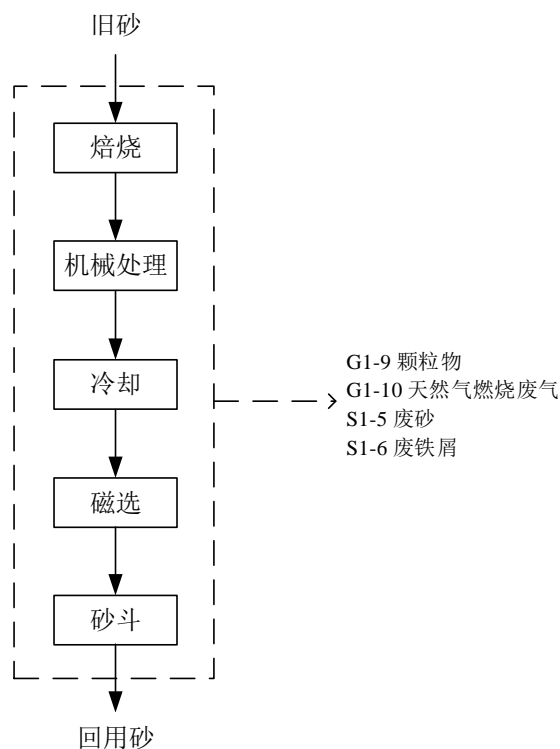 旧砂
焙烧
机械处理
冷却
磁选
砂斗
回用砂
G1-9 颗粒物
G1-10 天然气燃烧废气
S1-5 废砂
S1-6 废铁屑